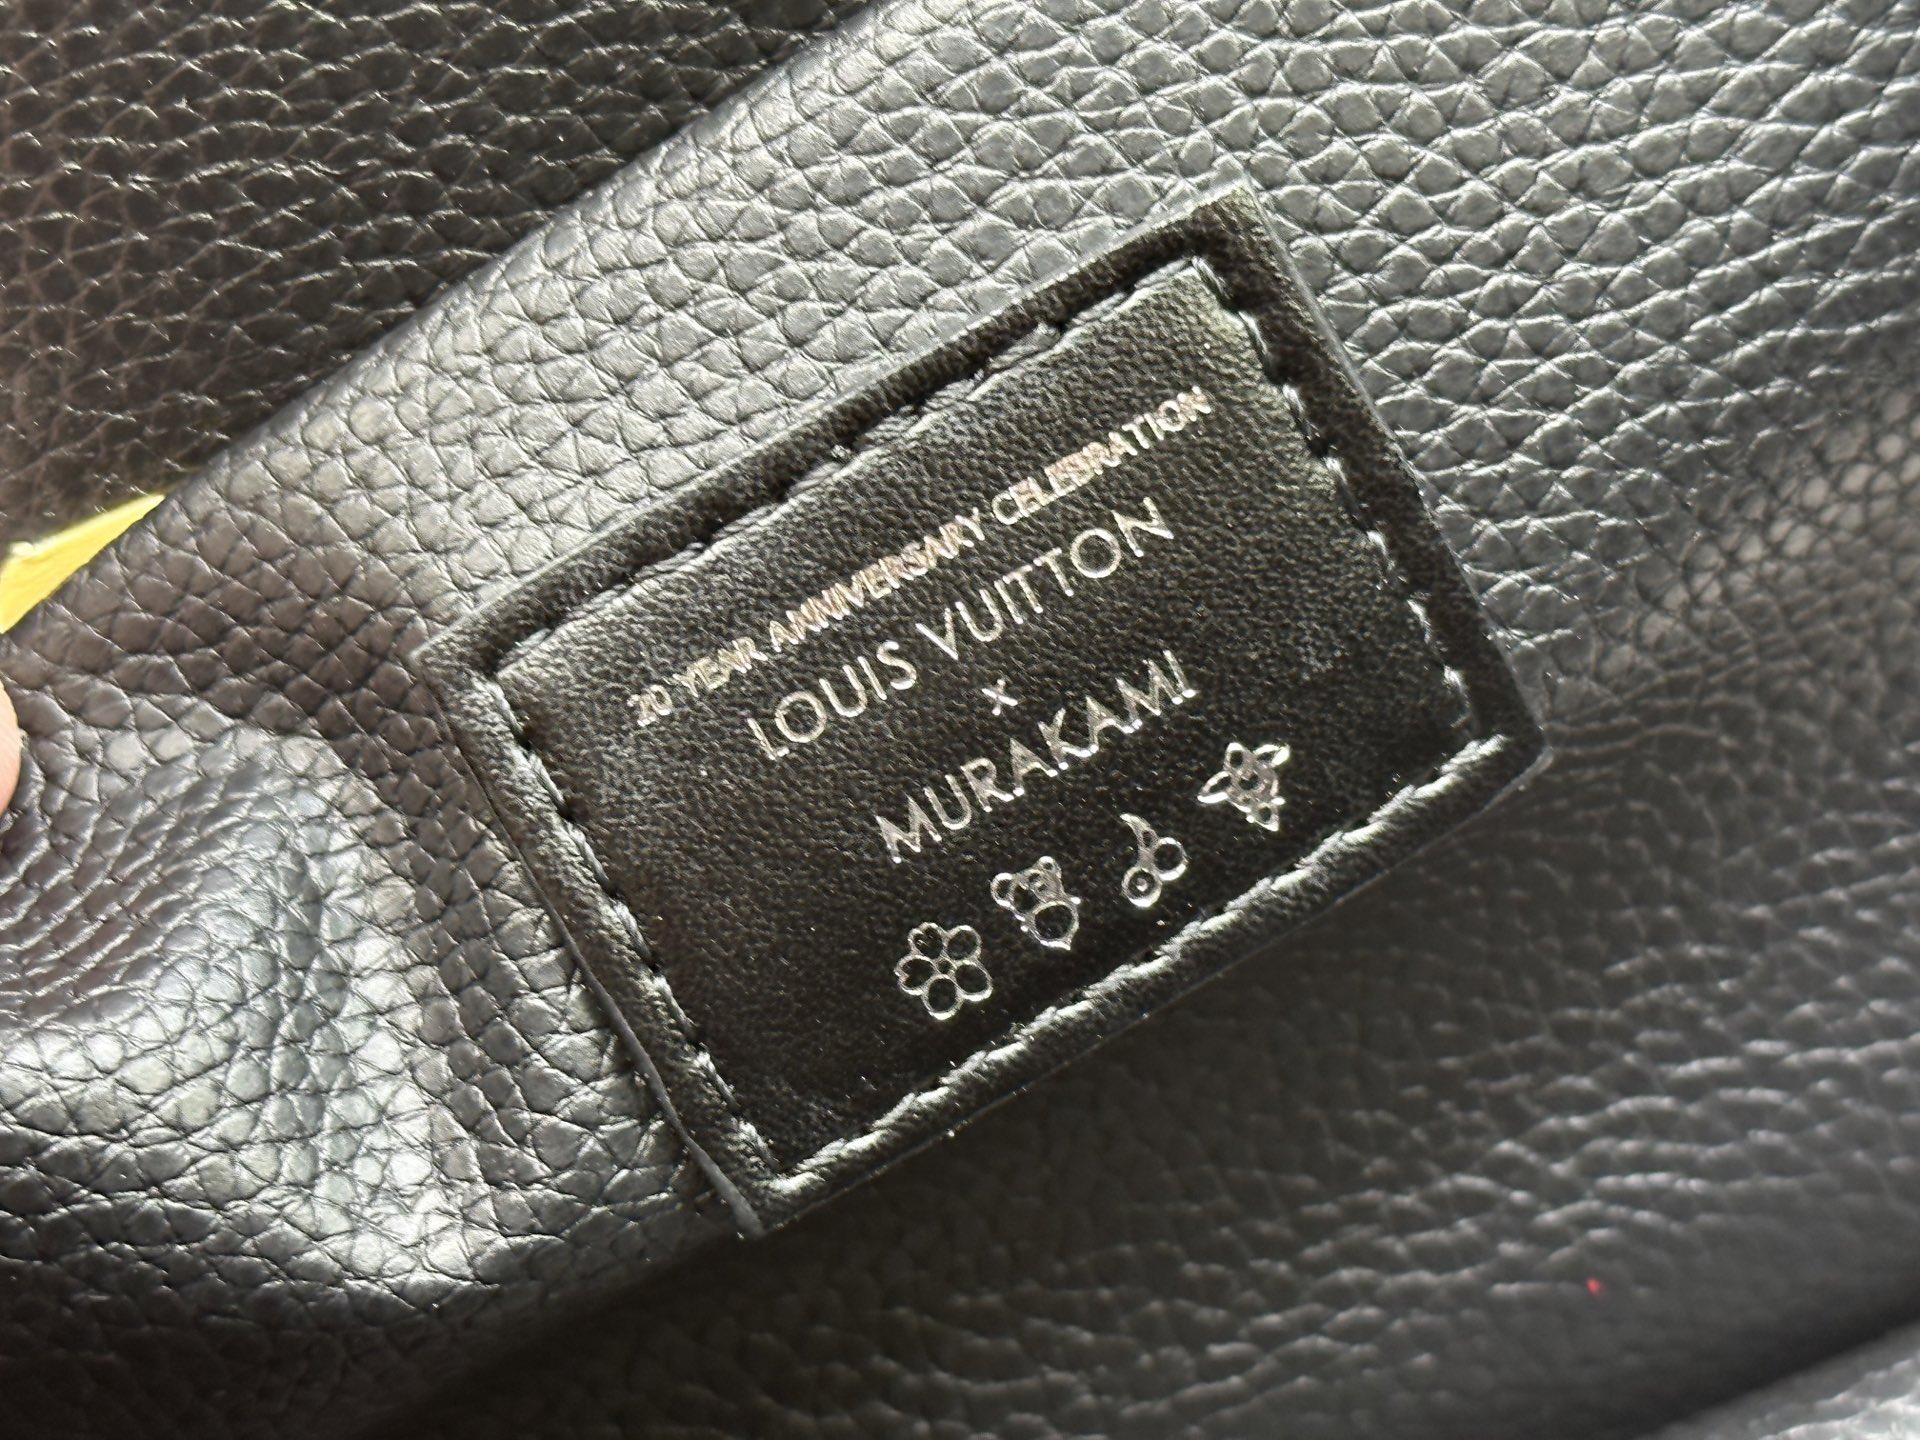 20 YEAR ANNIVERSARY CELEBRATION
LOUIS VUITTON
x
MURAKAMI